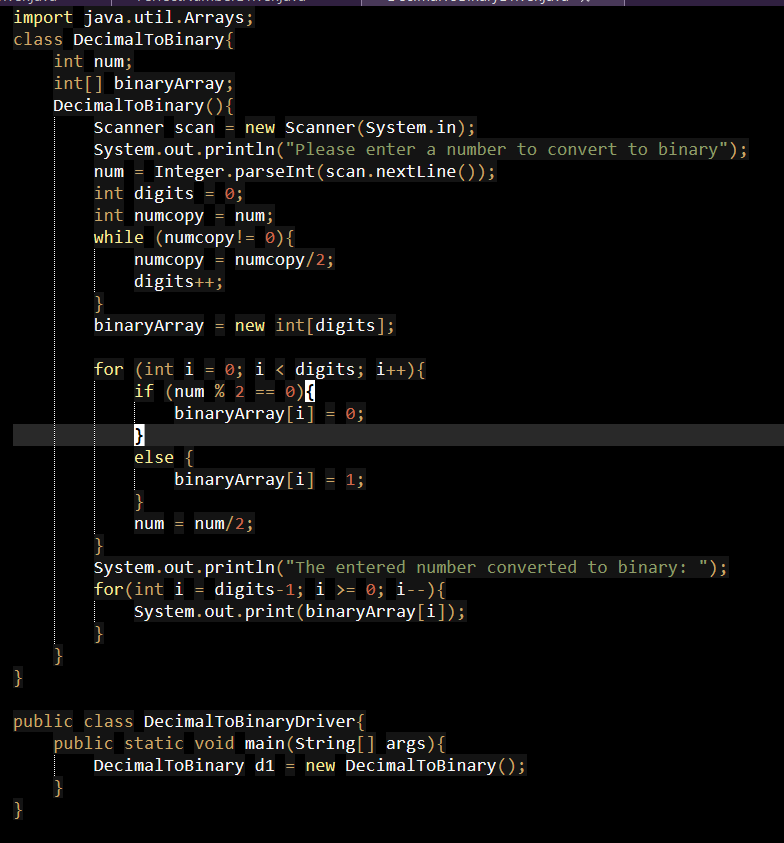 import java.util.Arrays;
class DecimalToBinary{
    int num;
    int[] binaryArray;
    DecimalToBinary(){
        Scanner scan = new Scanner(System.in);
        System.out.println("Please enter a number to convert to binary");
        num = Integer.parseInt(scan.nextLine());
        int digits = 0;
        int numcopy = num;
        while (numcopy!= 0){
            numcopy = numcopy/2;
            digits++;
        }
        binaryArray = new int[digits];

        for (int i = 0; i < digits; i++){
            if (num % 2 == 0){
                binaryArray[i] = 0;
            }
            else {
                binaryArray[i] = 1;
            }
            num = num/2;
        }
        System.out.println("The entered number converted to binary: ");
        for(int i = digits-1; i >= 0; i--){
            System.out.print(binaryArray[i]);
        }
    }
}

public class DecimalToBinaryDriver{
    public static void main(String[] args){
        DecimalToBinary d1 = new DecimalToBinary();
    }
}